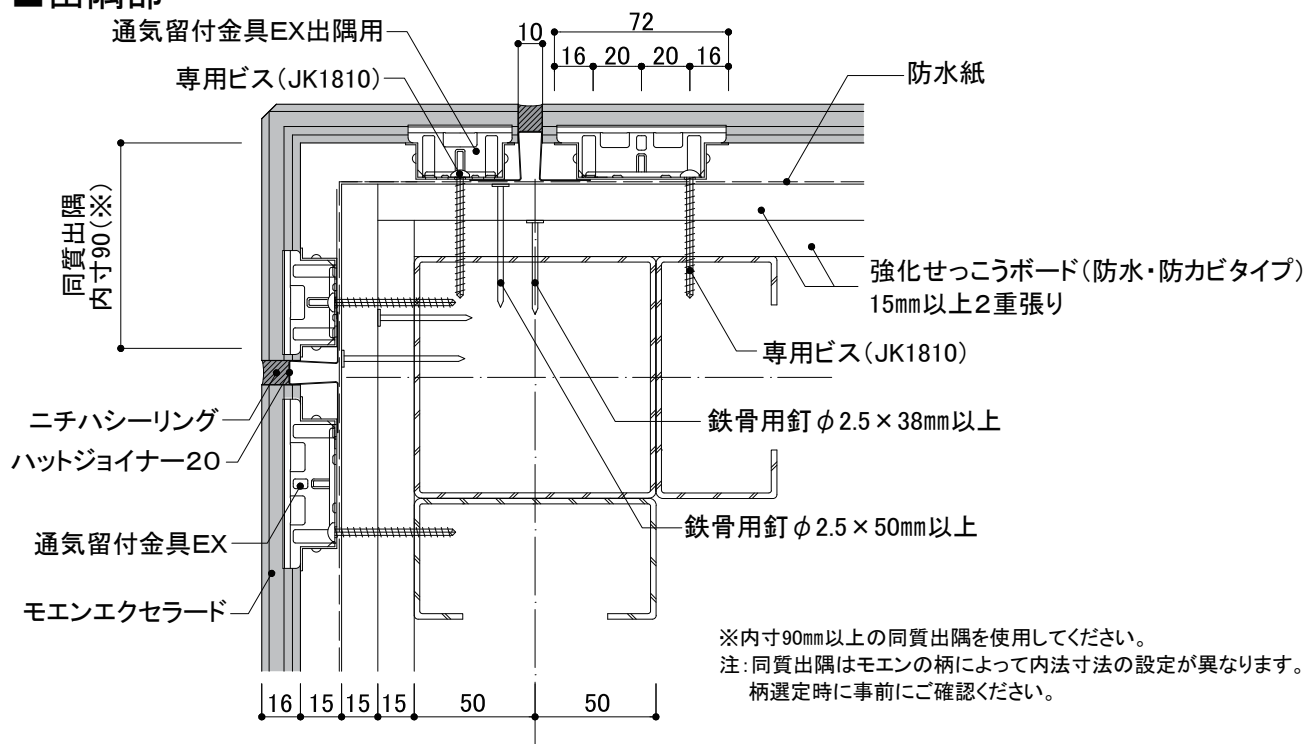 ■出隅部
通気留付金具EX出隅用
専用ビス(JK1810)
10
72
16 20 20 16
防水紙
同質出隅
内寸90(※)
強化せっこうボード(防水・防カビタイプ)
15mm以上2重張り
専用ビス(JK1810)
ニチハシーリング
ハットジョイナー20
鉄骨用釘φ2.5×38mm以上
通気留付金具EX
鉄骨用釘φ2.5×50mm以上
モエンエクセラード
※内寸90mm以上の同質出隅を使用してください。
注:同質出隅はモエンの柄によって内法寸法の設定が異なります。
柄選定時に事前にご確認ください。
16 15 15 15 50 50